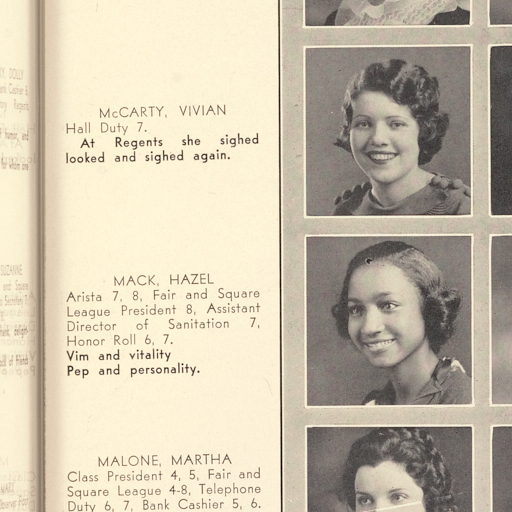 McCARTY, VIVIAN
Hall Duty 7.
At Regents she sighed
looked and sighed again.
MACK, HAZEL
Arista 7, 8, Fair and Square
League President 8, Assistant
Director of Sanitation 7,
Honor Roll 6, 7.
Vim and vitality
Pep and personality.
MALONE, MARTHA
Class President 4, 5, Fair and
Square League 4-8, Telephone
Duty 6, 7, Bank Cashier 5, 6.